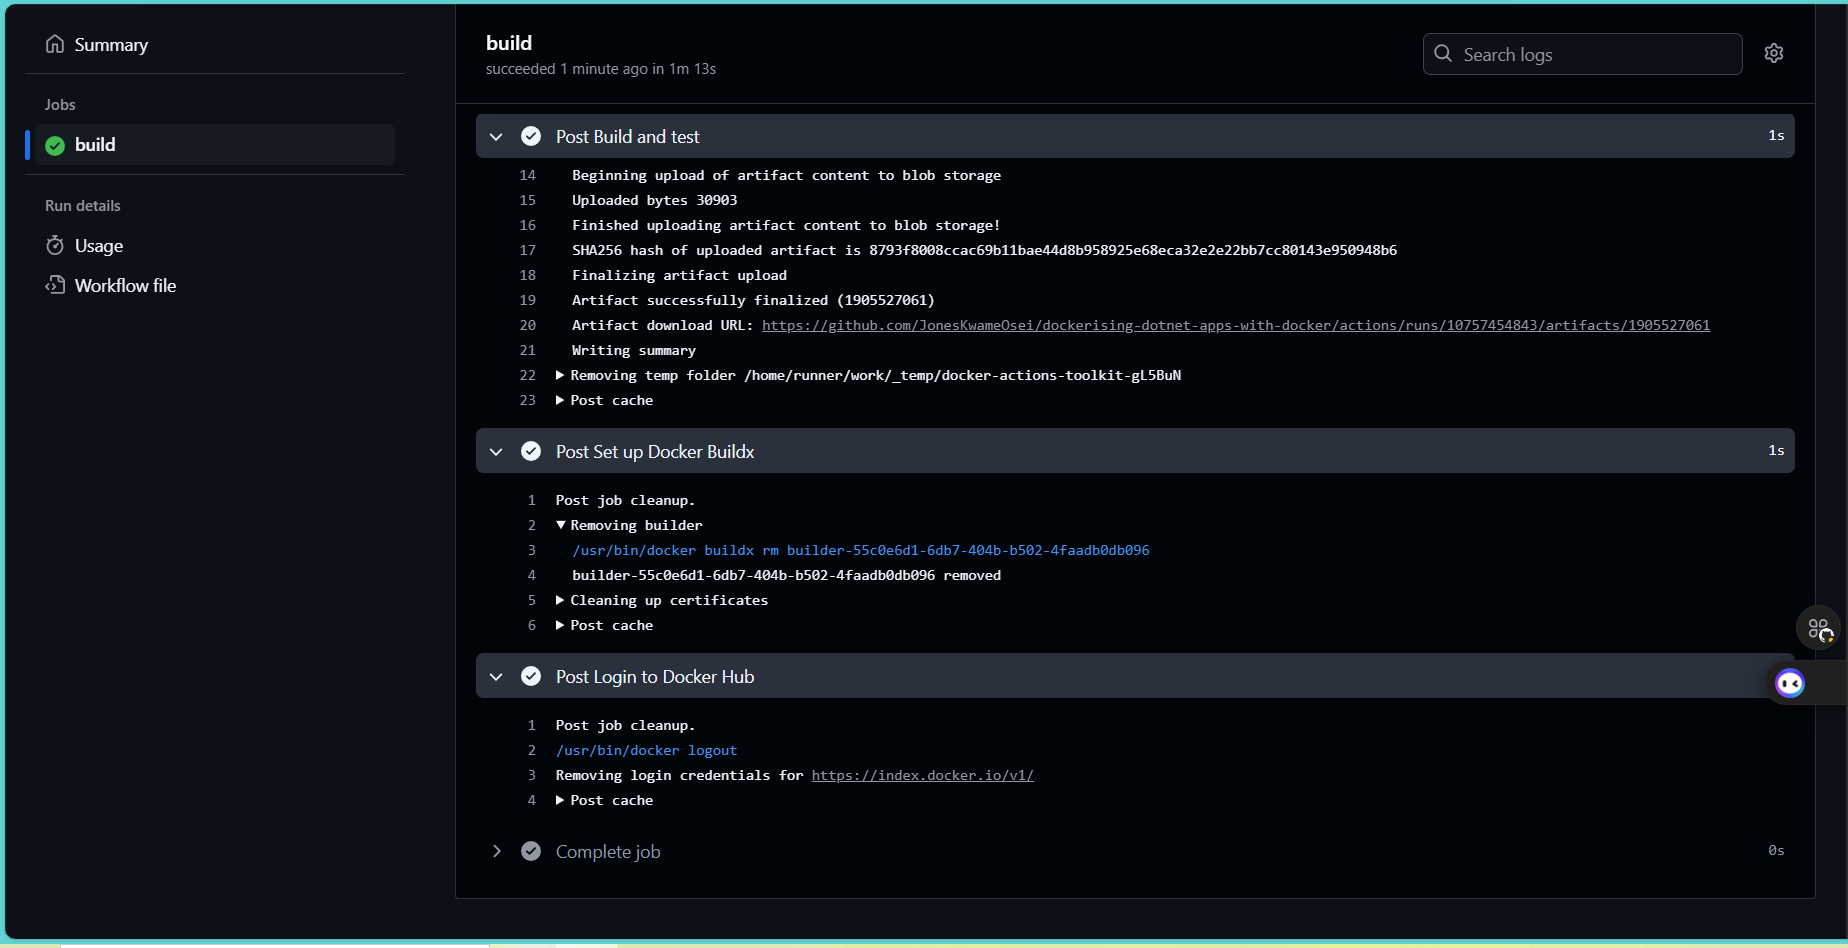 Summary
Jobs
build
Run details
Usage
Workflow file
build
succeeded 1 minute ago in 1m 13s
Search logs
Post Build and test 1s
14 Beginning upload of artifact content to blob storage
15 Uploaded bytes 30903
16 Finished uploading artifact content to blob storage!
17 SHA256 hash of uploaded artifact is 8793f8008ccac69b11bae44d8b958925e68eca32e2e22bb7cc80143e950948b6
18 Finalizing artifact upload
19 Artifact successfully finalized (1905527061)
20 Artifact download URL: https://github.com/JonesKwameOsei/dockerising-dotnet-apps-with-docker/actions/runs/10757454843/artifacts/1905527061
21 Writing summary
22 Removing temp folder /home/runner/work/_temp/docker-actions-toolkit-gL5BuN
23 Post cache
Post Set up Docker Buildx 1s
1 Post job cleanup.
2 Removing builder
3 /usr/bin/docker buildx rm builder-55c0e6d1-6db7-404b-b502-4faadb0db096
4 builder-55c0e6d1-6db7-404b-b502-4faadb0db096 removed
5 Cleaning up certificates
6 Post cache
Post Login to Docker Hub
1 Post job cleanup.
2 /usr/bin/docker logout
3 Removing login credentials for https://index.docker.io/v1/
4 Post cache
Complete job 0s